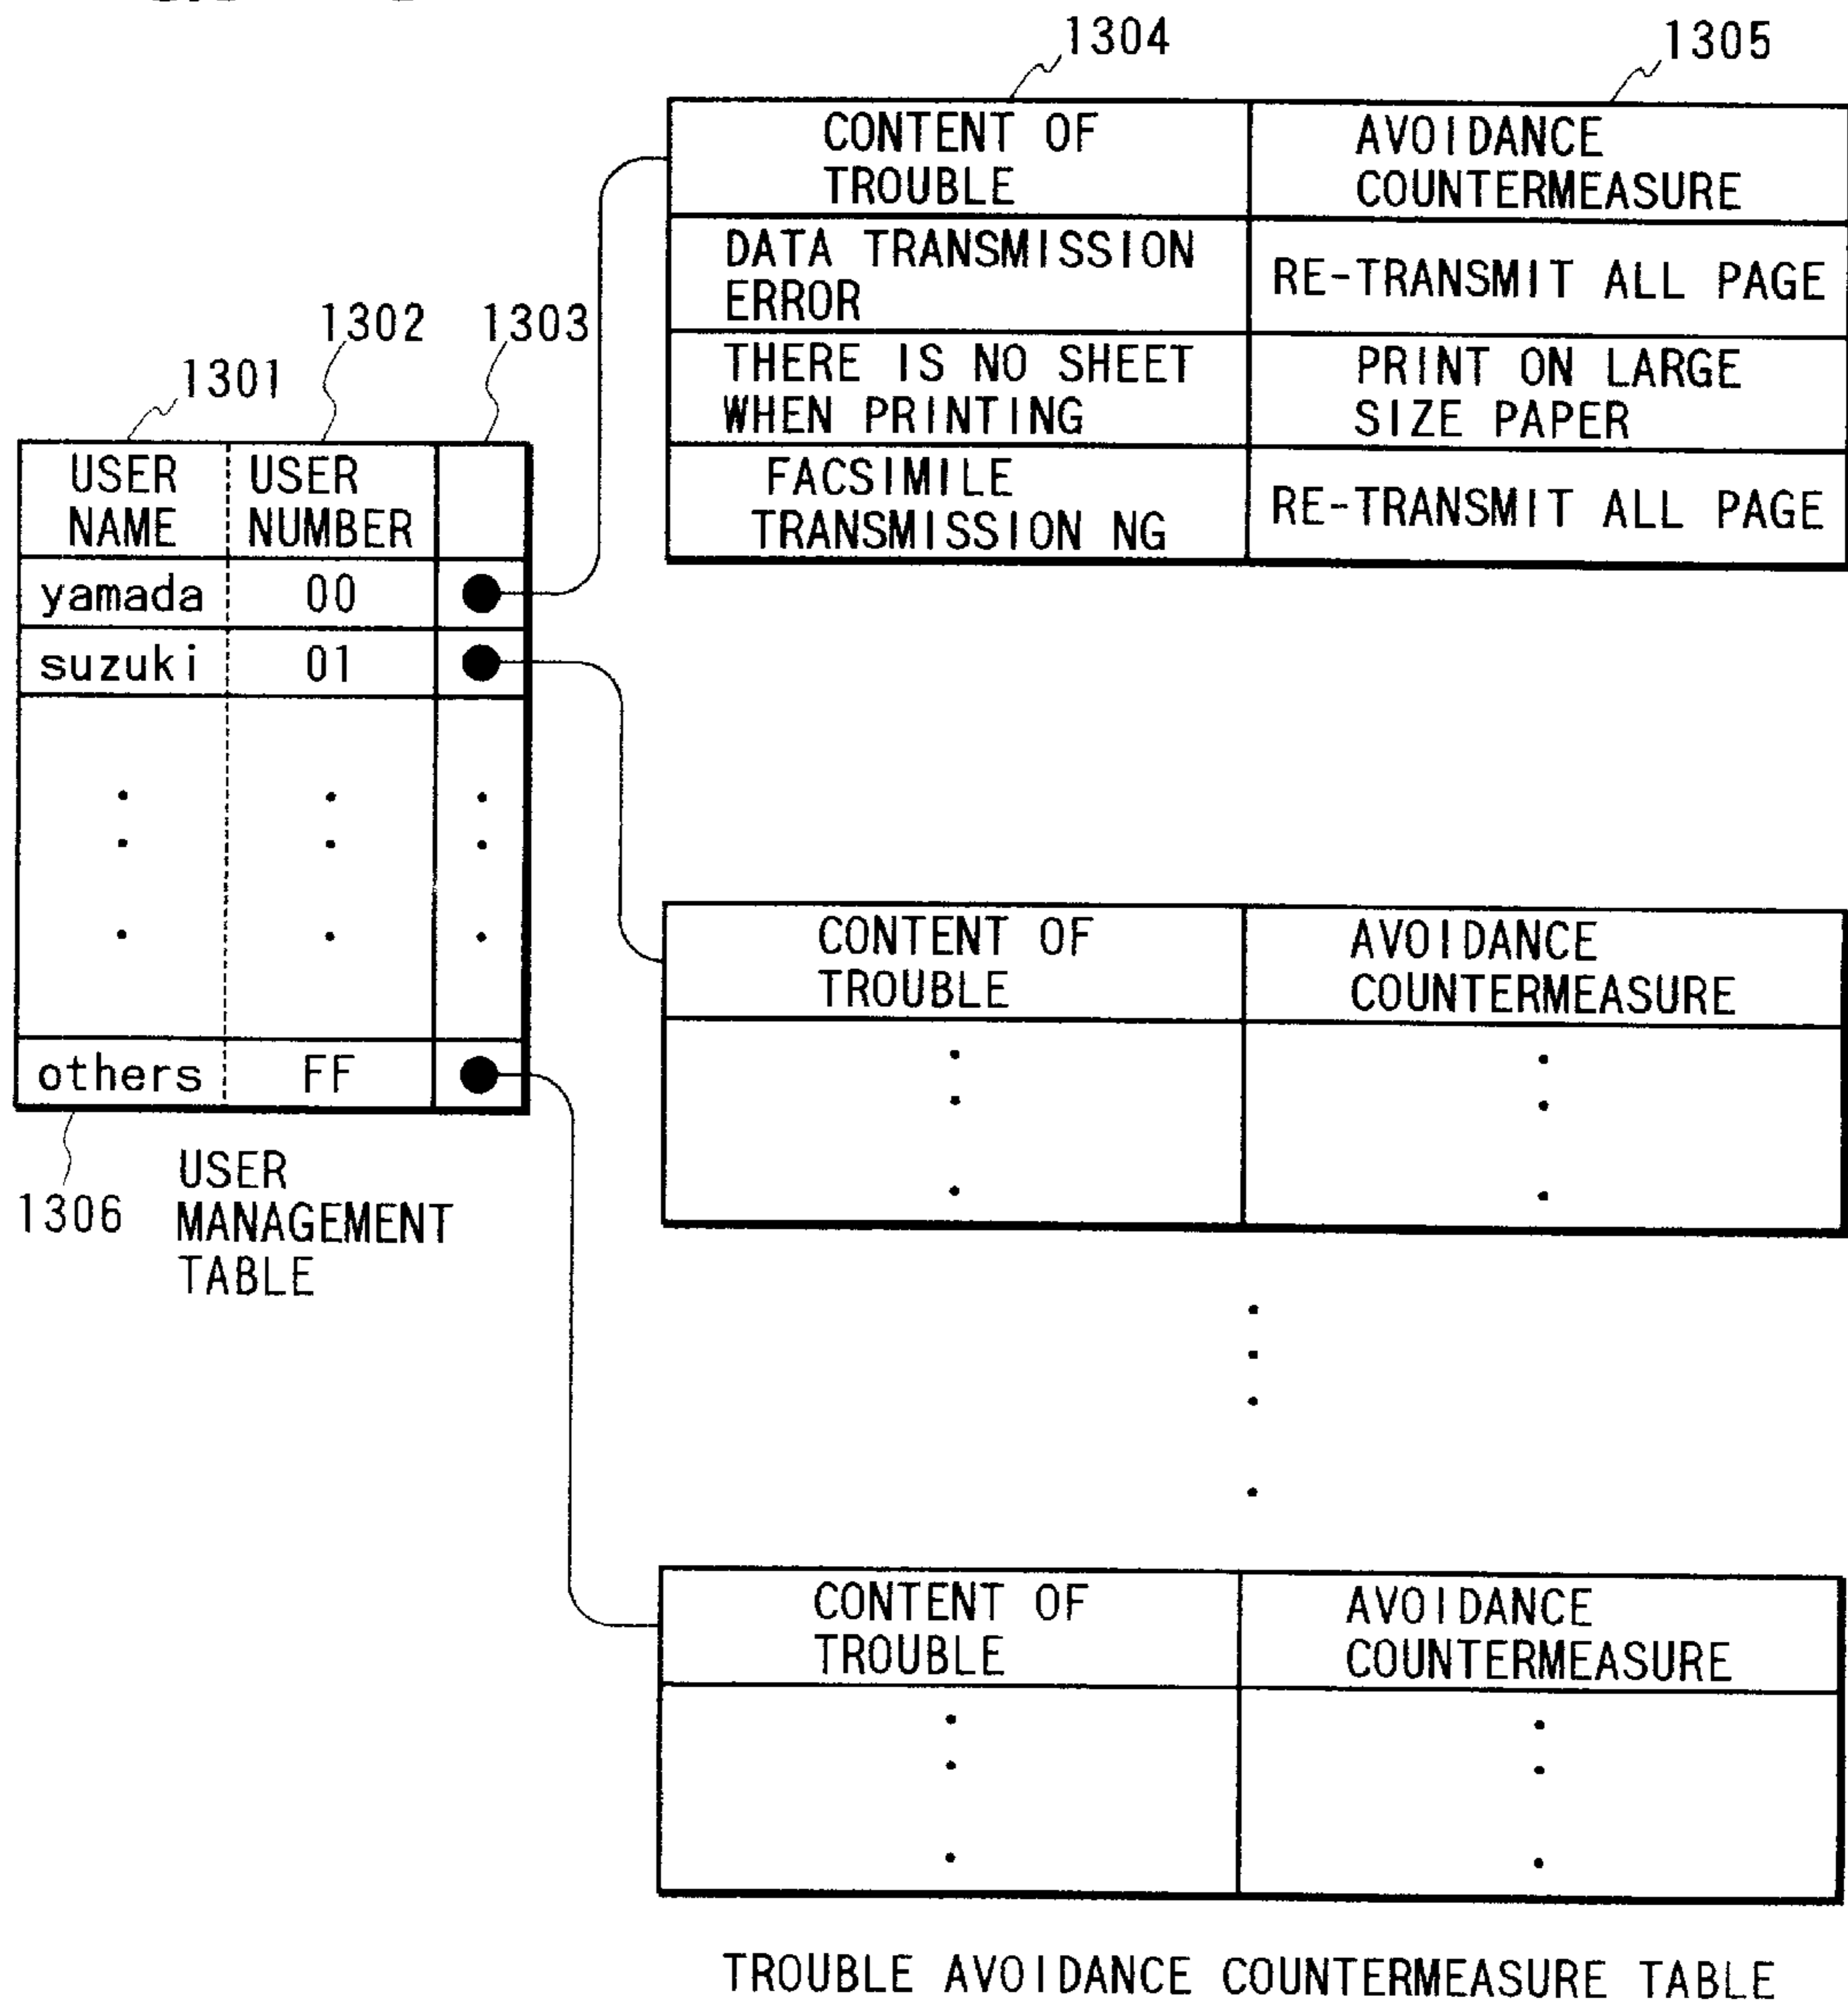 1304
1305
CONTENT OF
TROUBLE
AVOIDANCE
COUNTERMEASURE
DATA TRANSMISSION
ERROR
RE-TRANSMIT ALL PAGE
THERE IS NO SHEET
WHEN PRINTING
PRINT ON LARGE
SIZE PAPER
FACSIMILE
TRANSMISSION NG
RE-TRANSMIT ALL PAGE
1301
1302
1303
USER
NAME
USER
NUMBER
yamada 00
suzuki 01
others FF
1306
USER
MANAGEMENT
TABLE
CONTENT OF
TROUBLE
AVOIDANCE
COUNTERMEASURE
CONTENT OF
TROUBLE
AVOIDANCE
COUNTERMEASURE
TROUBLE AVOIDANCE COUNTERMEASURE TABLE